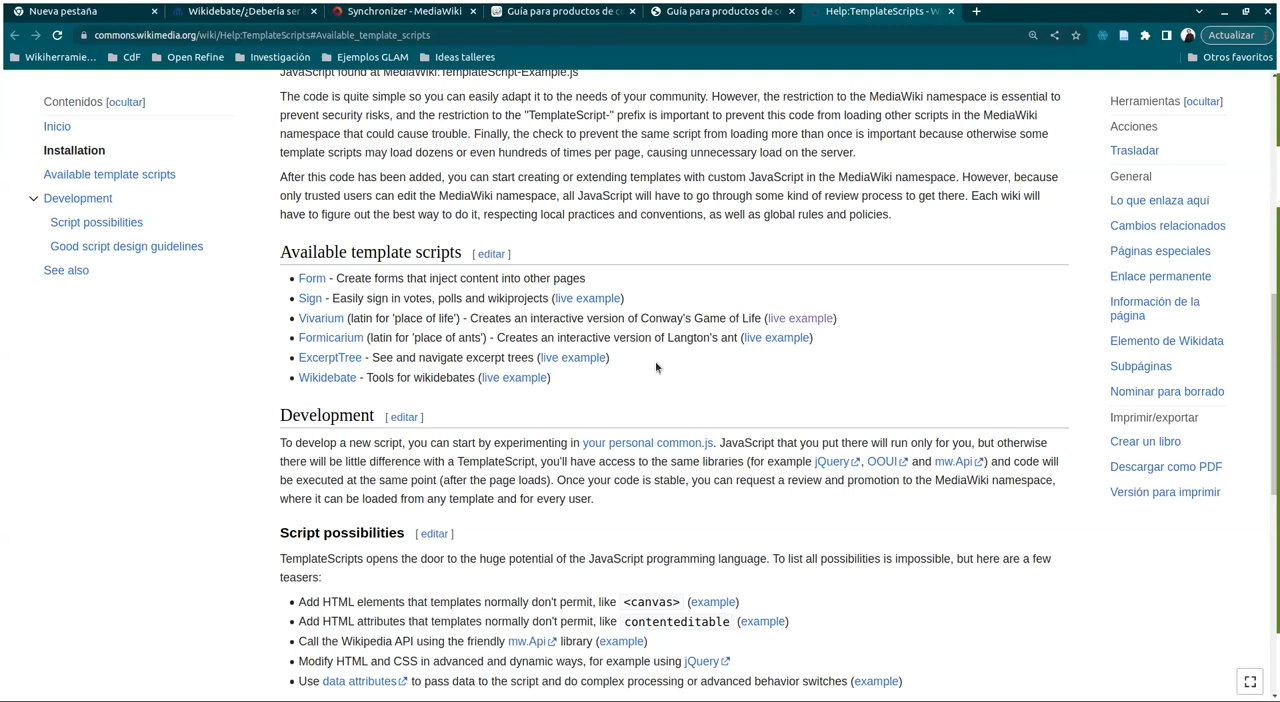 Nueva pestaña
Wikidebate/¿Debería ser
Synchronizer - MediaWiki
Guía para productos de c
Guía para productos de c
Help:TemplateScripts - W
commons.wikimedia.org/wiki/Help:TemplateScripts#Available_template_scripts
Actualizar
Wikiherramie…
CdF
Open Refine
Investigación
Ejemplos GLAM
Ideas talleres
Otros favoritos
Contenidos [ocultar]
Inicio
Installation
Available template scripts
Development
Script possibilities
Good script design guidelines
See also
JavaScript found at MediaWiki:TemplateScript-Example.js
The code is quite simple so you can easily adapt it to the needs of your community. However, the restriction to the MediaWiki namespace is essential to
prevent security risks, and the restriction to the "TemplateScript-" prefix is important to prevent this code from loading other scripts in the MediaWiki
namespace that could cause trouble. Finally, the check to prevent the same script from loading more than once is important because otherwise some
template scripts may load dozens or even hundreds of times per page, causing unnecessary load on the server.
After this code has been added, you can start creating or extending templates with custom JavaScript in the MediaWiki namespace. However, because
only trusted users can edit the MediaWiki namespace, all JavaScript will have to go through some kind of review process to get there. Each wiki will
have to figure out the best way to do it, respecting local practices and conventions, as well as global rules and policies.
Available template scripts [ editar ]
• Form - Create forms that inject content into other pages
• Sign - Easily sign in votes, polls and wikiprojects (live example)
• Vivarium (latin for 'place of life') - Creates an interactive version of Conway's Game of Life (live example)
• Formicarium (latin for 'place of ants') - Creates an interactive version of Langton's ant (live example)
• ExcerptTree - See and navigate excerpt trees (live example)
• Wikidebate - Tools for wikidebates (live example)
Development [ editar ]
To develop a new script, you can start by experimenting in your personal common.js. JavaScript that you put there will run only for you, but otherwise
there will be little difference with a TemplateScript, you'll have access to the same libraries (for example jQuery, OOUI and mw.Api) and code will
be executed at the same point (after the page loads). Once your code is stable, you can request a review and promotion to the MediaWiki namespace,
where it can be loaded from any template and for every user.
Script possibilities [ editar ]
TemplateScripts opens the door to the huge potential of the JavaScript programming language. To list all possibilities is impossible, but here are a few
teasers:
• Add HTML elements that templates normally don't permit, like <canvas> (example)
• Add HTML attributes that templates normally don't permit, like contenteditable (example)
• Call the Wikipedia API using the friendly mw.Api library (example)
• Modify HTML and CSS in advanced and dynamic ways, for example using jQuery
• Use data attributes to pass data to the script and do complex processing or advanced behavior switches (example)
Herramientas [ocultar]
Acciones
Trasladar
General
Lo que enlaza aquí
Cambios relacionados
Páginas especiales
Enlace permanente
Información de la
página
Elemento de Wikidata
Subpáginas
Nominar para borrado
Imprimir/exportar
Crear un libro
Descargar como PDF
Versión para imprimir